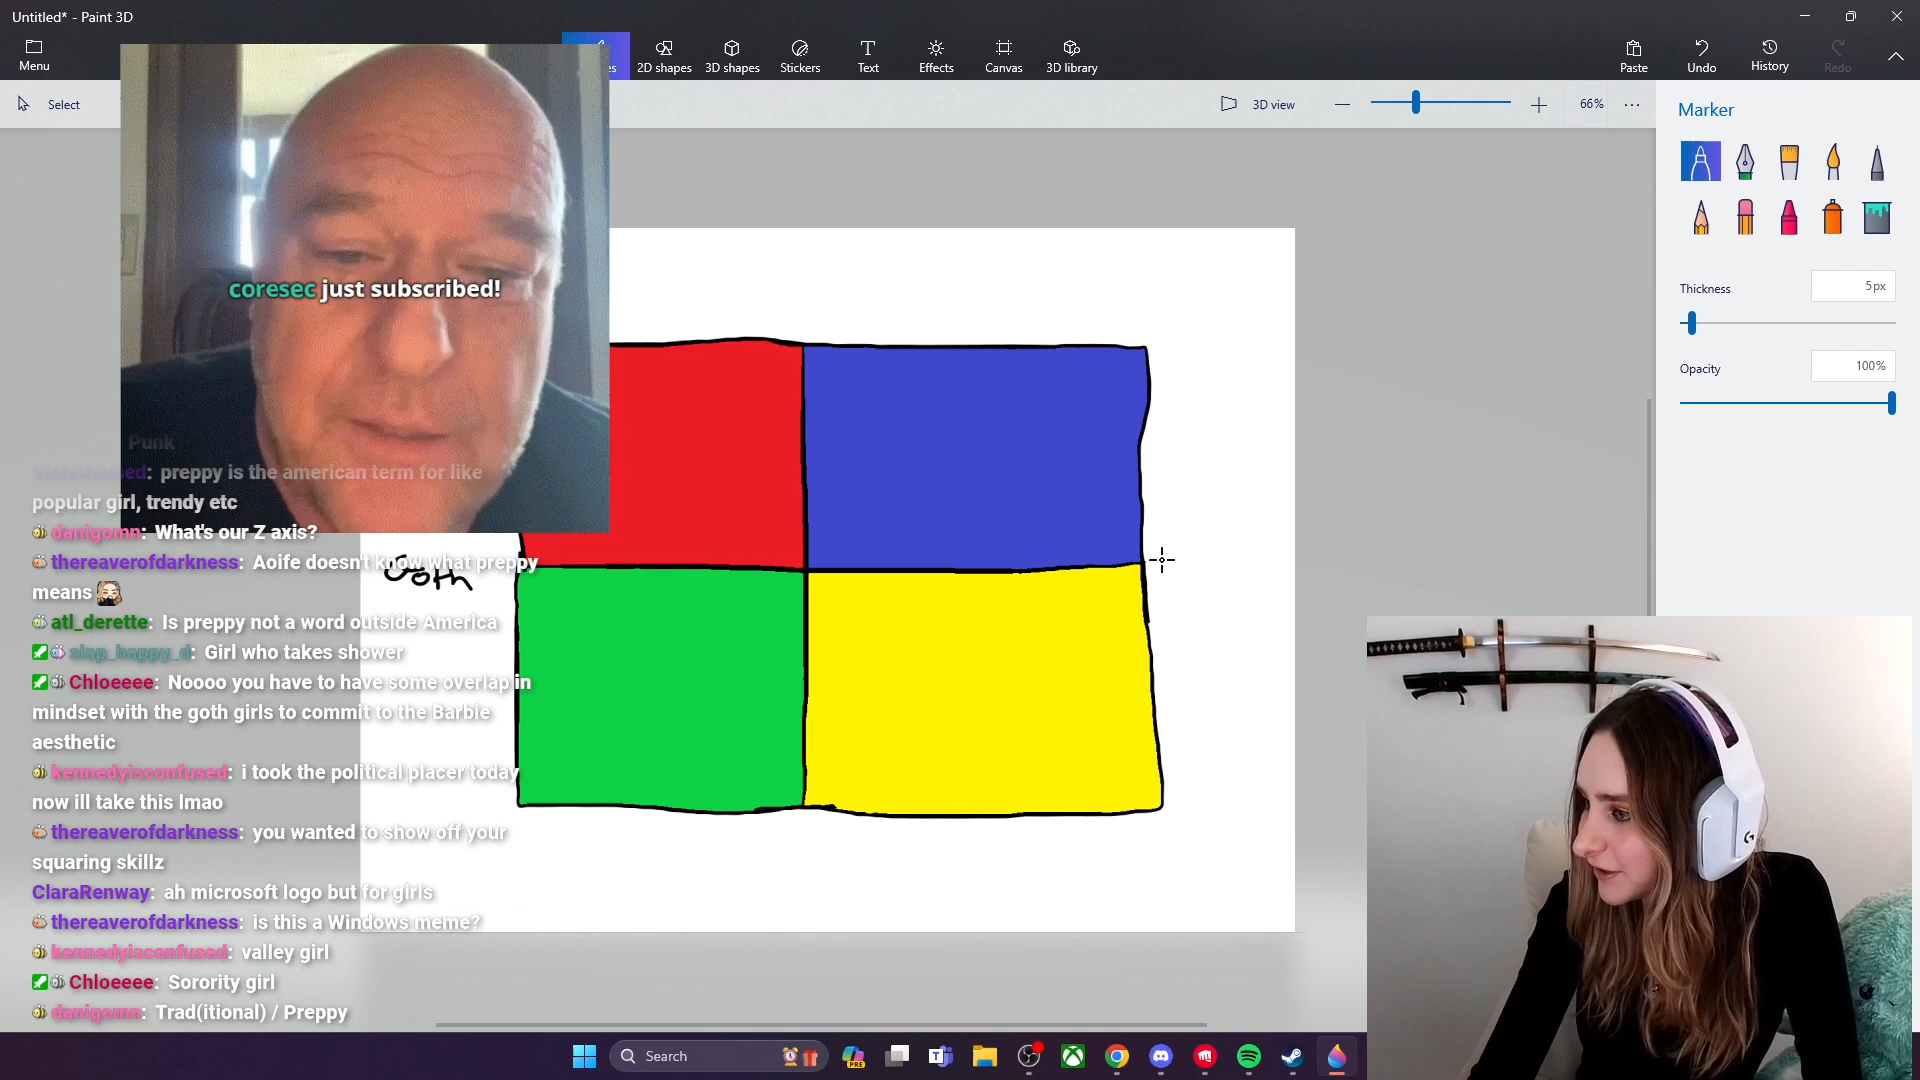 Untitled* - Paint 3D
Menu
2D shapes
3D shapes
Stickers
Text
Effects
Canvas
3D library
Paste
Undo
History
Redo
Select
3D view
66%
Marker
Thickness
5px
Opacity
100%
coresec just subscribed!
Goth
Punk
preppy is the american term for like
popular girl, trendy etc
danigomn: What's our Z axis?
thereaverofdarkness: Aoife doesn't know what preppy
means
atl_derette: Is preppy not a word outside America
slap_happy_d: Girl who takes shower
Chloeeee: Noooo you have to have some overlap in
mindset with the goth girls to commit to the Barbie
aesthetic
kennedyisconfused: i took the political placer today
now ill take this lmao
thereaverofdarkness: you wanted to show off your
squaring skillz
ClaraRenway: ah microsoft logo but for girls
thereaverofdarkness: is this a Windows meme?
kennedyisconfused: valley girl
Chloeeee: Sorority girl
danigomn: Trad(itional) / Preppy
Search
PRE